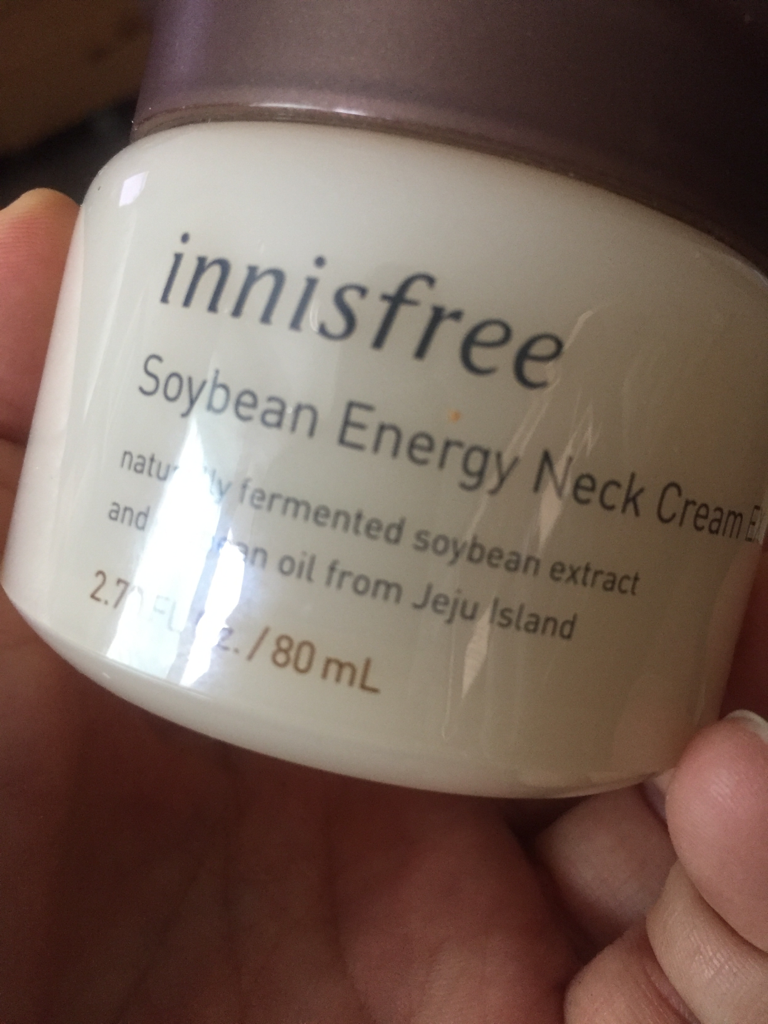 innisfree
Soybean Energy Neck Cream
fermented soybean extract
and oil from Jeju Island
/ 80 mL